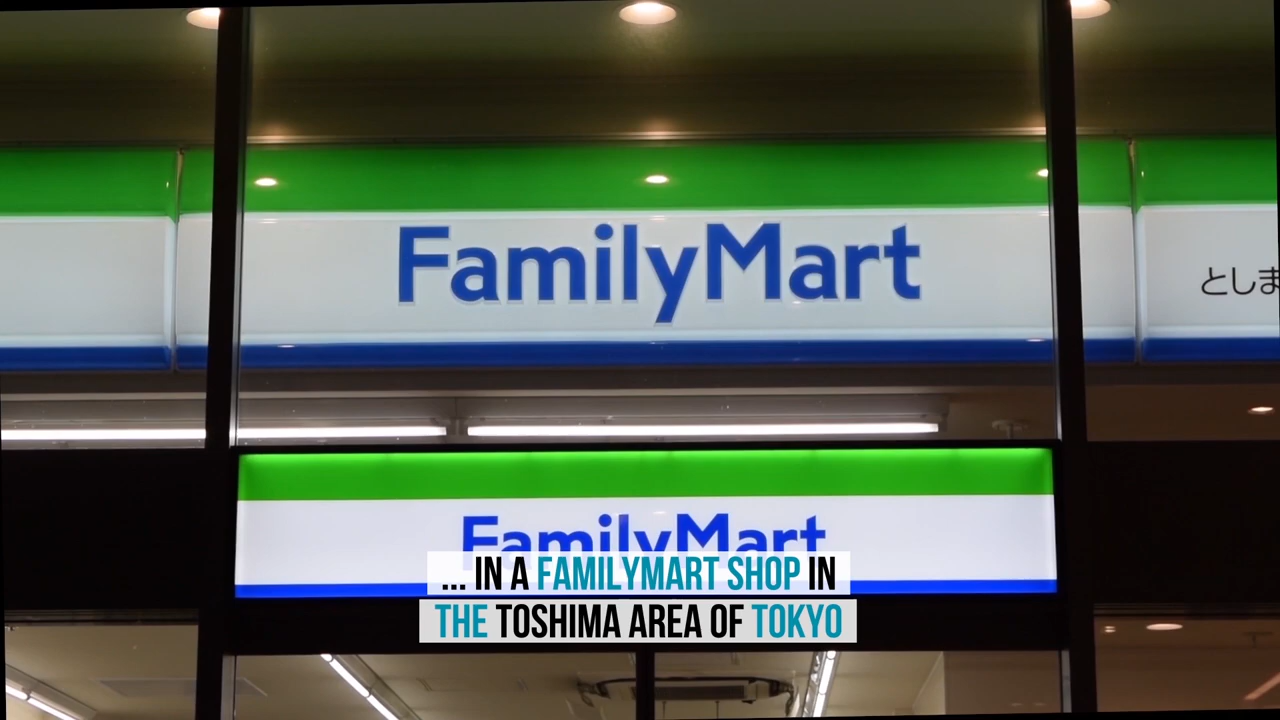 FamilyMart
としま
FamilyMart
... IN A FAMILYMART SHOP IN
THE TOSHIMA AREA OF TOKYO